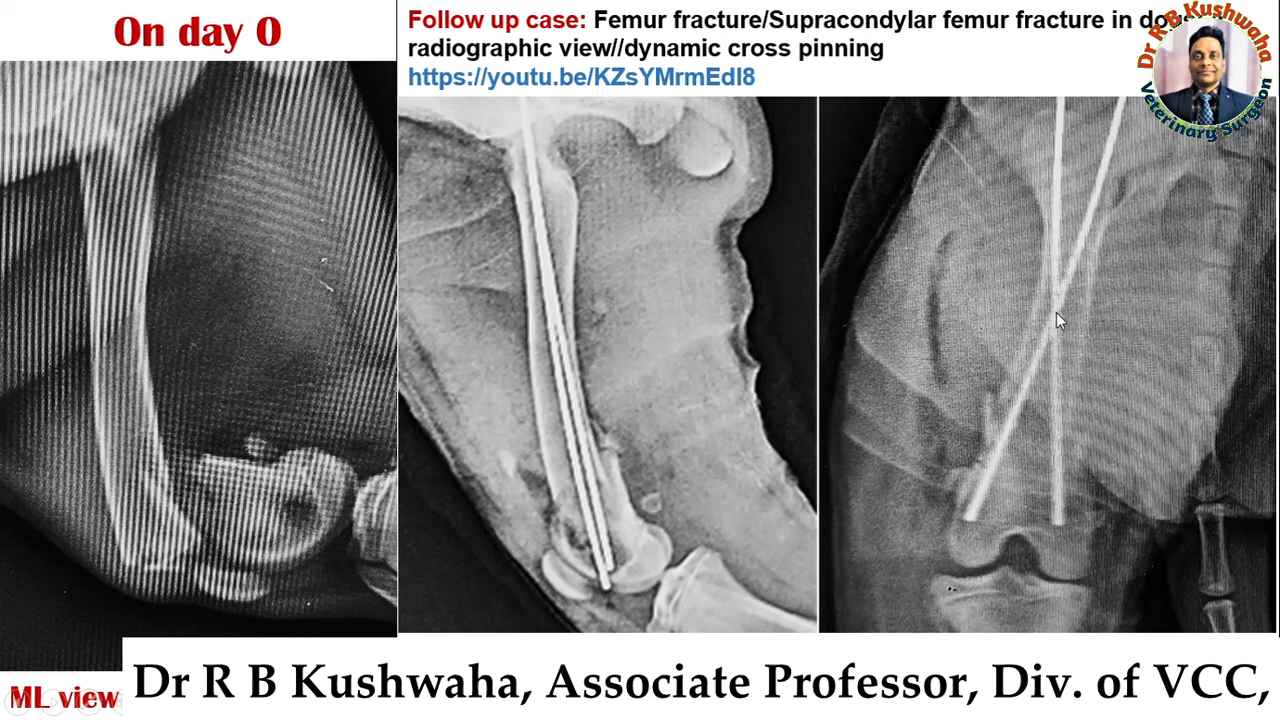 On day 0
Follow up case: Femur fracture/Supracondylar femur fracture in
radiographic view//dynamic cross pinning
https://youtu.be/KZsYMrmEdI8
Dr R B Kushwaha
Veterinary Surgeon
ML view
Dr R B Kushwaha, Associate Professor, Div. of VCC,